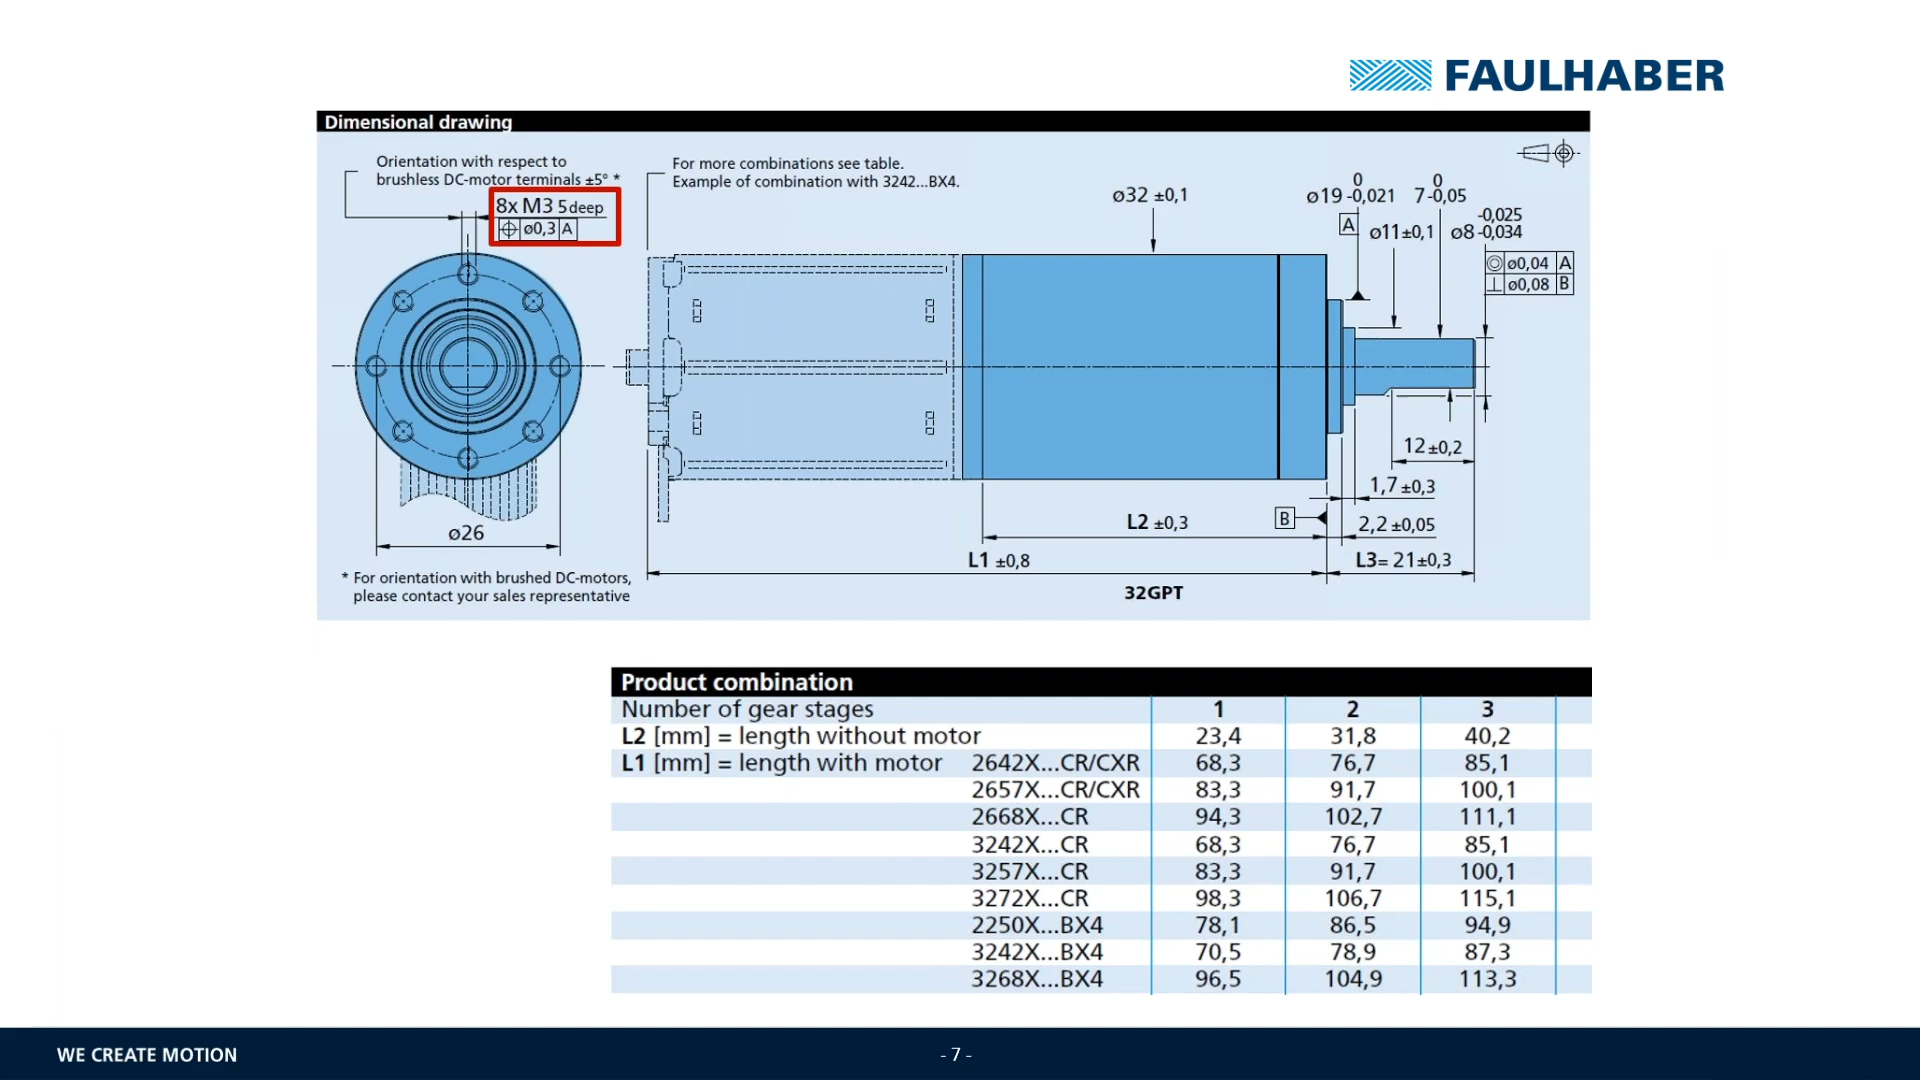 FAULHABER
Dimensional drawing
Orientation with respect to
brushless DC-motor terminals ±5° *
8x M3 5 deep
ø0,3 A
For more combinations see table.
Example of combination with 3242...BX4.
ø32 ±0,1
ø19 0 -0,021
7 0 -0,05
A
ø11±0,1
ø8 -0,025 -0,034
ø0,04 A
ø0,08 B
12 ±0,2
1,7 ±0,3
L2 ±0,3
B
2,2 ±0,05
ø26
L1 ±0,8
L3= 21±0,3
* For orientation with brushed DC-motors,
please contact your sales representative
32GPT
Product combination
Number of gear stages 1 2 3
L2 [mm] = length without motor 23,4 31,8 40,2
L1 [mm] = length with motor 2642X...CR/CXR 68,3 76,7 85,1
2657X...CR/CXR 83,3 91,7 100,1
2668X...CR 94,3 102,7 111,1
3242X...CR 68,3 76,7 85,1
3257X...CR 83,3 91,7 100,1
3272X...CR 98,3 106,7 115,1
2250X...BX4 78,1 86,5 94,9
3242X...BX4 70,5 78,9 87,3
3268X...BX4 96,5 104,9 113,3
WE CREATE MOTION
- 7 -